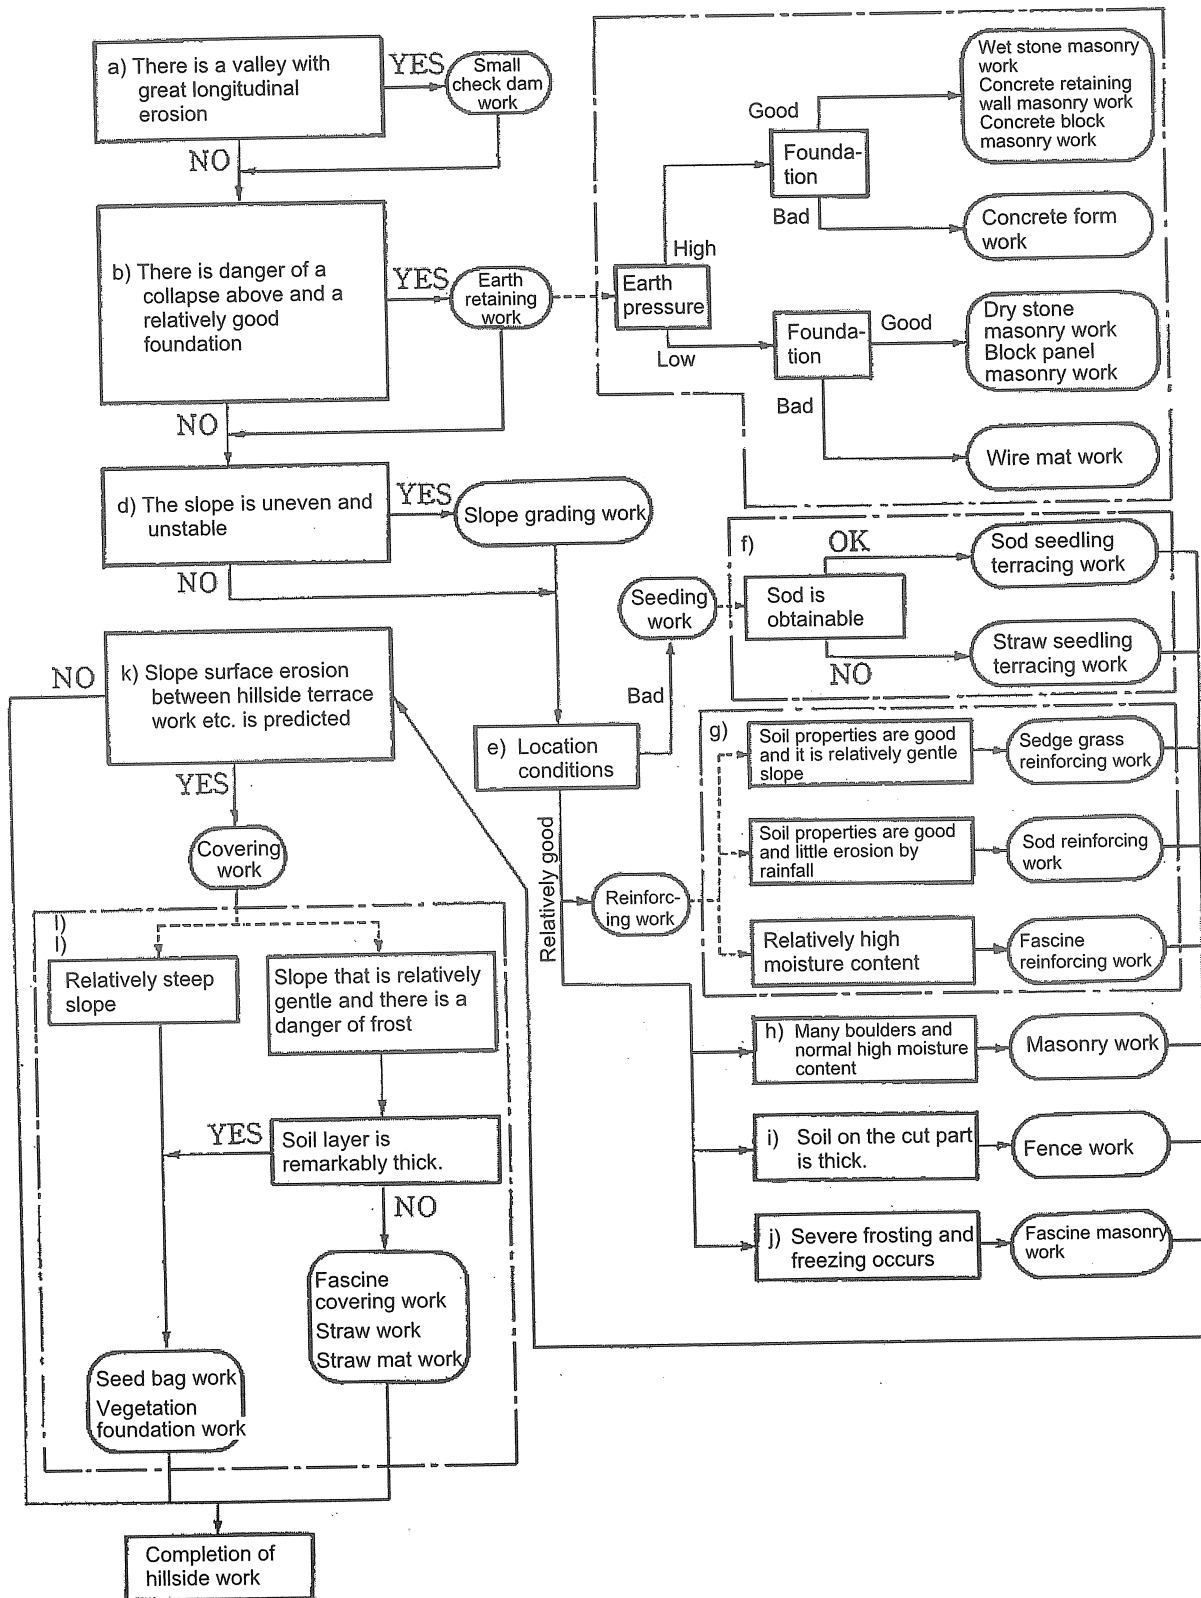 a) There is a valley with
great longitudinal
erosion
YES
Small
check dam
work
NO
b) There is danger of a
collapse above and a
relatively good
foundation
YES
Earth
retaining
work
NO
Earth
pressure
High
Low
Founda-
tion
Good
Bad
Wet stone masonry
work
Concrete retaining
wall masonry work
Concrete block
masonry work
Concrete form
work
Founda-
tion
Good
Bad
Dry stone
masonry work
Block panel
masonry work
Wire mat work
d) The slope is uneven and
unstable
YES
Slope grading work
NO
e) Location
conditions
Bad
Seeding
work
f)
Sod is
obtainable
OK
Sod seedling
terracing work
NO
Straw seedling
terracing work
Relatively good
Reinforc-
ing work
g)
Soil properties are good
and it is relatively gentle
slope
Sedge grass
reinforcing work
Soil properties are good
and little erosion by
rainfall
Sod reinforcing
work
Relatively high
moisture content
Fascine
reinforcing work
h) Many boulders and
normal high moisture
content
Masonry work
i) Soil on the cut part
is thick.
Fence work
j) Severe frosting and
freezing occurs
Fascine masonry
work
k) Slope surface erosion
between hillside terrace
work etc. is predicted
NO
YES
Covering
work
l)
l)
Relatively steep
slope
Slope that is relatively
gentle and there is a
danger of frost
Soil layer is
remarkably thick.
YES
NO
Fascine
covering work
Straw work
Straw mat work
Seed bag work
Vegetation
foundation work
Completion of
hillside work